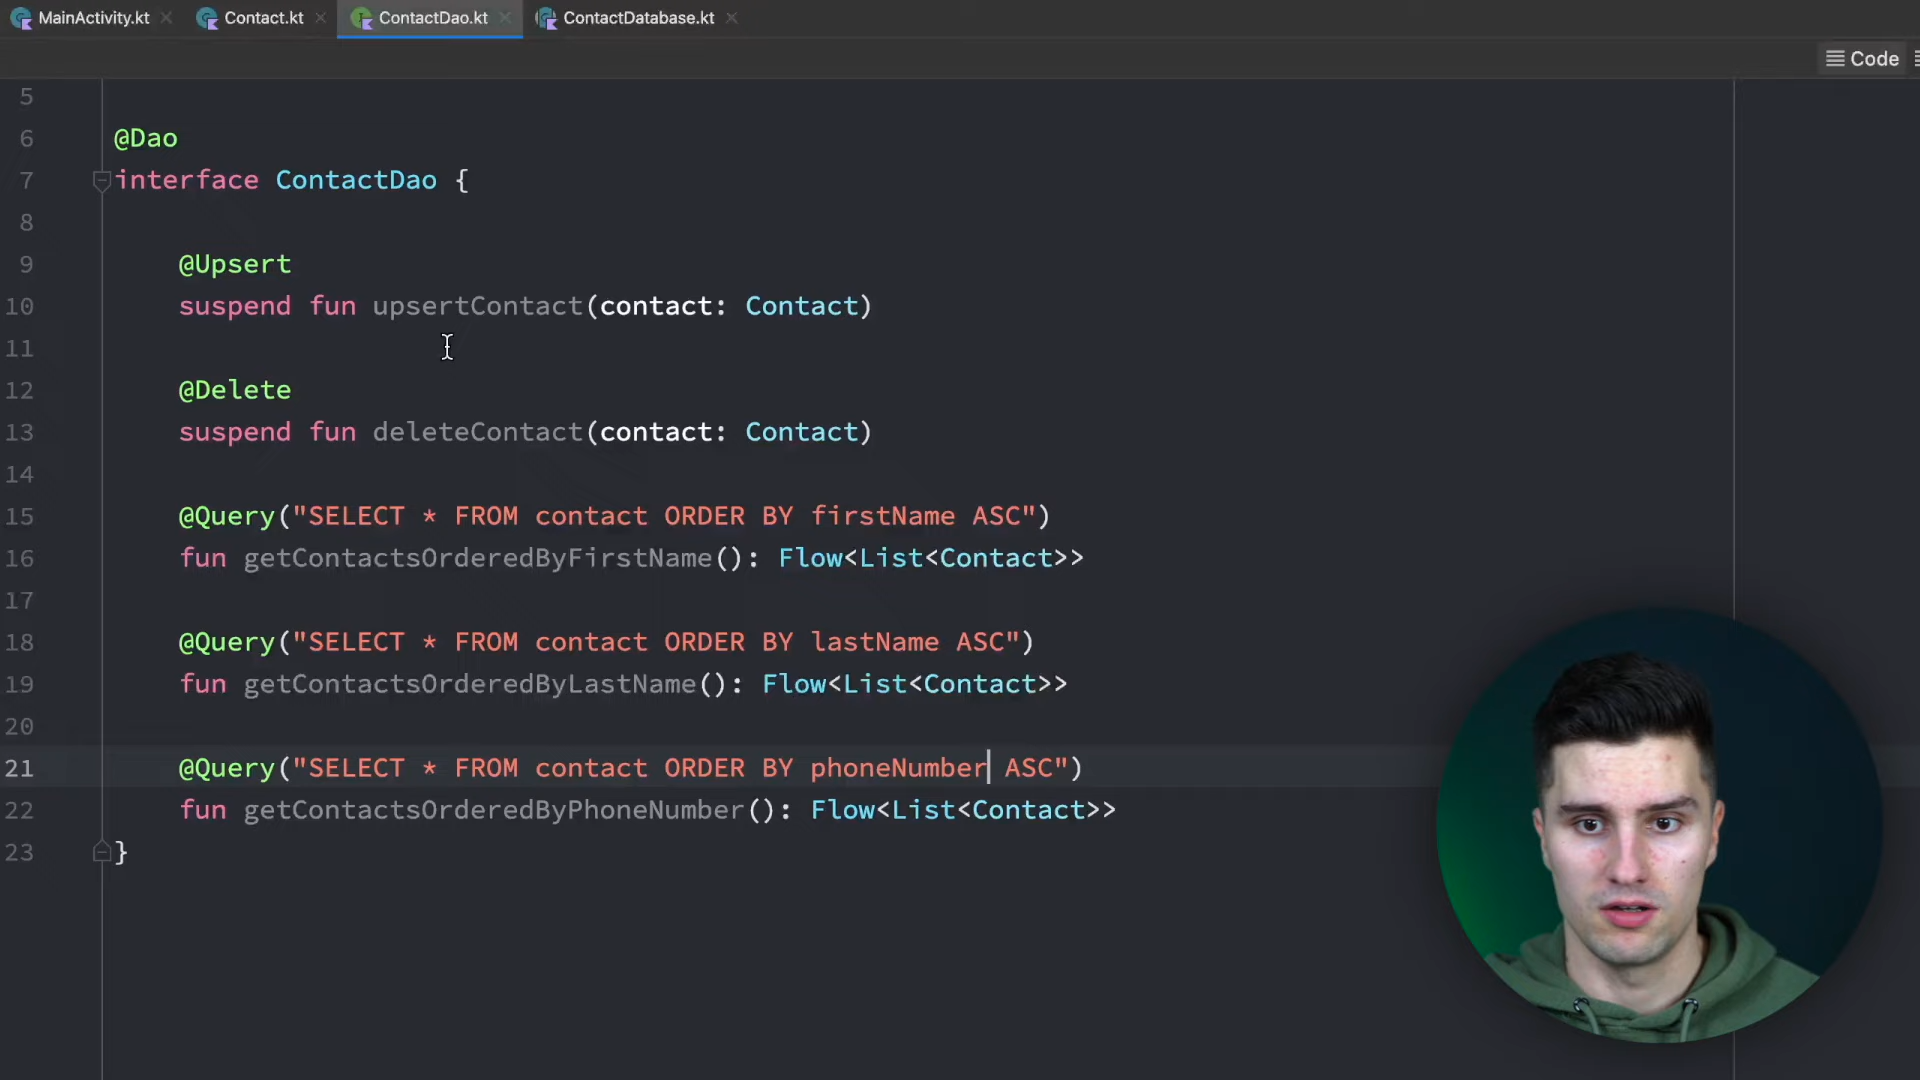 MainActivity.kt
Contact.kt
ContactDao.kt
ContactDatabase.kt
Code
5
6 @Dao
7 interface ContactDao {
8
9 @Upsert
10 suspend fun upsertContact(contact: Contact)
11
12 @Delete
13 suspend fun deleteContact(contact: Contact)
14
15 @Query("SELECT * FROM contact ORDER BY firstName ASC")
16 fun getContactsOrderedByFirstName(): Flow<List<Contact>>
17
18 @Query("SELECT * FROM contact ORDER BY lastName ASC")
19 fun getContactsOrderedByLastName(): Flow<List<Contact>>
20
21 @Query("SELECT * FROM contact ORDER BY phoneNumber ASC")
22 fun getContactsOrderedByPhoneNumber(): Flow<List<Contact>>
23 }